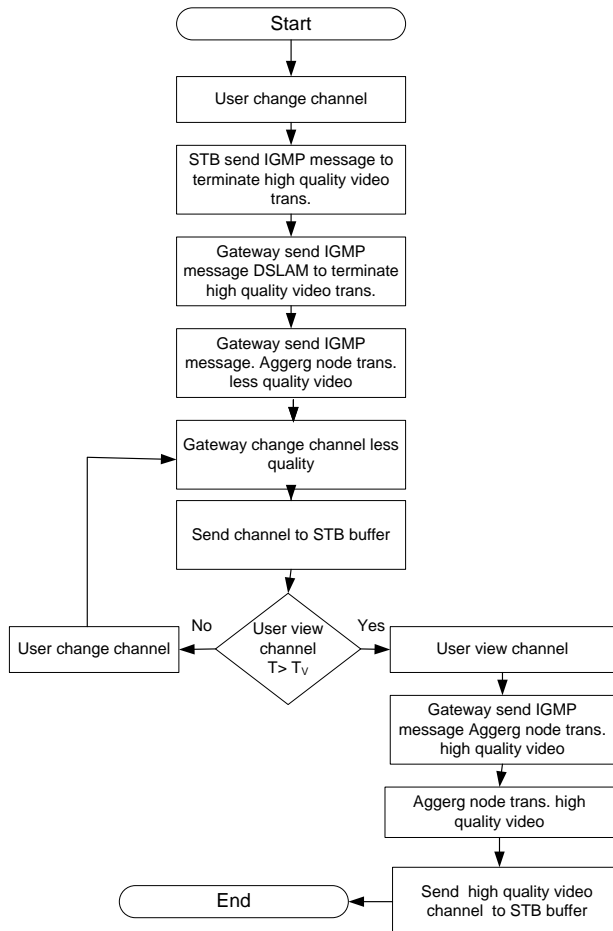 Start
User change channel
STB send IGMP message to
terminate high quality video
trans.
Gateway send IGMP
message DSLAM to terminate
high quality video trans.
Gateway send IGMP
message. Aggerg node trans.
less quality video
Gateway change channel less
quality
Send channel to STB buffer
No
User view
channel
T> TV
Yes
User change channel
User view channel
Gateway send IGMP
message Aggerg node trans.
high quality video
Aggerg node trans. high
quality video
Send high quality video
channel to STB buffer
End